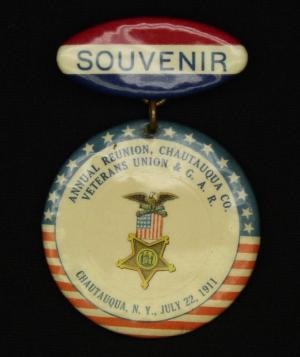 SOUVENIR
ANNUAL REUNION, CHAUTAUQUA CO.
VETERANS UNION & G. A. R.
CHAUTAUQUA, N. Y., JULY 22, 1911